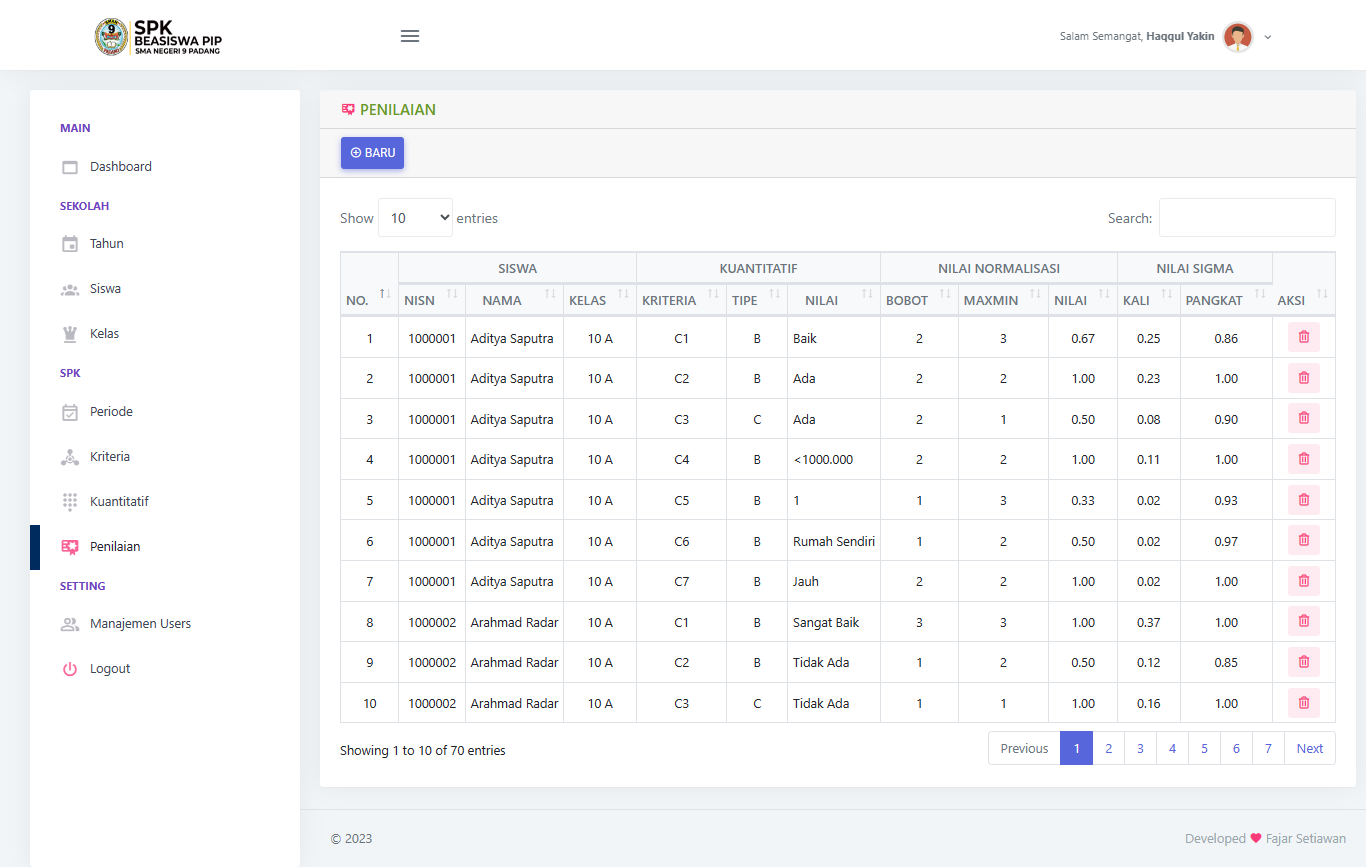 SPK
BEASISWA PIP
SMA NEGERI 9 PADANG
Salam Semangat, Haqqul Yakin
MAIN
Dashboard
SEKOLAH
Tahun
Siswa
Kelas
SPK
Periode
Kriteria
Kuantitatif
Penilaian
SETTING
Manajemen Users
Logout
PENILAIAN
BARU
Show 10 entries Search:
SISWA KUANTITATIF NILAI NORMALISASI NILAI SIGMA
NO. NISN NAMA KELAS KRITERIA TIPE NILAI BOBOT MAXMIN NILAI KALI PANGKAT AKSI
1 1000001 Aditya Saputra 10 A C1 B Baik 2 3 0.67 0.25 0.86
2 1000001 Aditya Saputra 10 A C2 B Ada 2 2 1.00 0.23 1.00
3 1000001 Aditya Saputra 10 A C3 C Ada 2 1 0.50 0.08 0.90
4 1000001 Aditya Saputra 10 A C4 B <1000.000 2 2 1.00 0.11 1.00
5 1000001 Aditya Saputra 10 A C5 B 1 1 3 0.33 0.02 0.93
6 1000001 Aditya Saputra 10 A C6 B Rumah Sendiri 1 2 0.50 0.02 0.97
7 1000001 Aditya Saputra 10 A C7 B Jauh 2 2 1.00 0.02 1.00
8 1000002 Arahmad Radar 10 A C1 B Sangat Baik 3 3 1.00 0.37 1.00
9 1000002 Arahmad Radar 10 A C2 B Tidak Ada 1 2 0.50 0.12 0.85
10 1000002 Arahmad Radar 10 A C3 C Tidak Ada 1 1 1.00 0.16 1.00
Showing 1 to 10 of 70 entries
Previous 1 2 3 4 5 6 7 Next
© 2023
Developed ♥ Fajar Setiawan